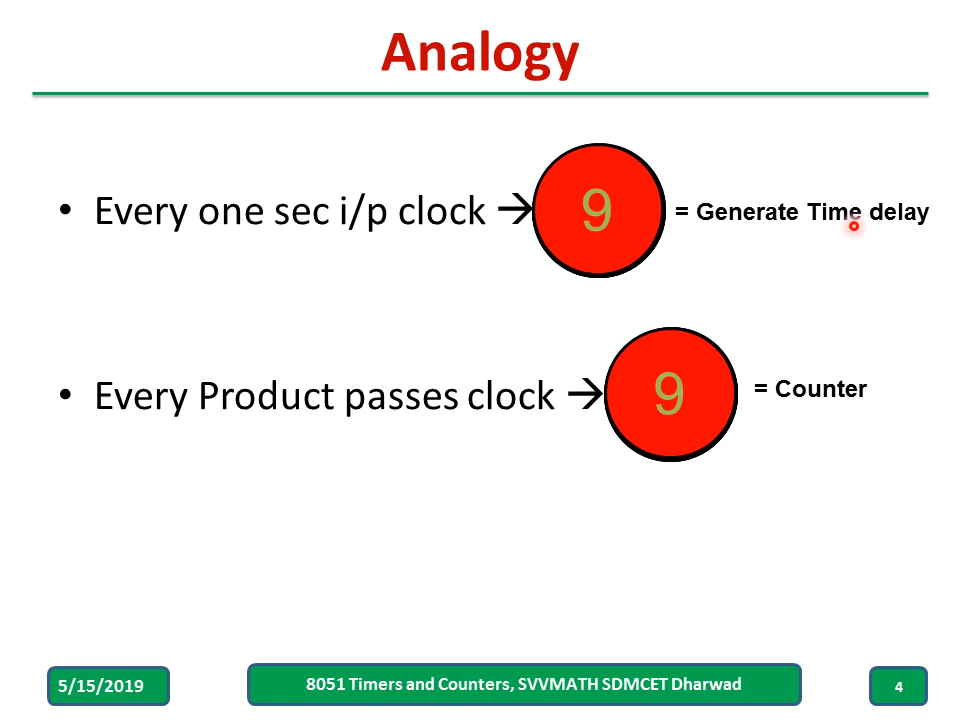 Analogy
• Every one sec i/p clock → 9 = Generate Time delay
• Every Product passes clock → 9 = Counter
5/15/2019 8051 Timers and Counters, SVVMATH SDMCET Dharwad 4